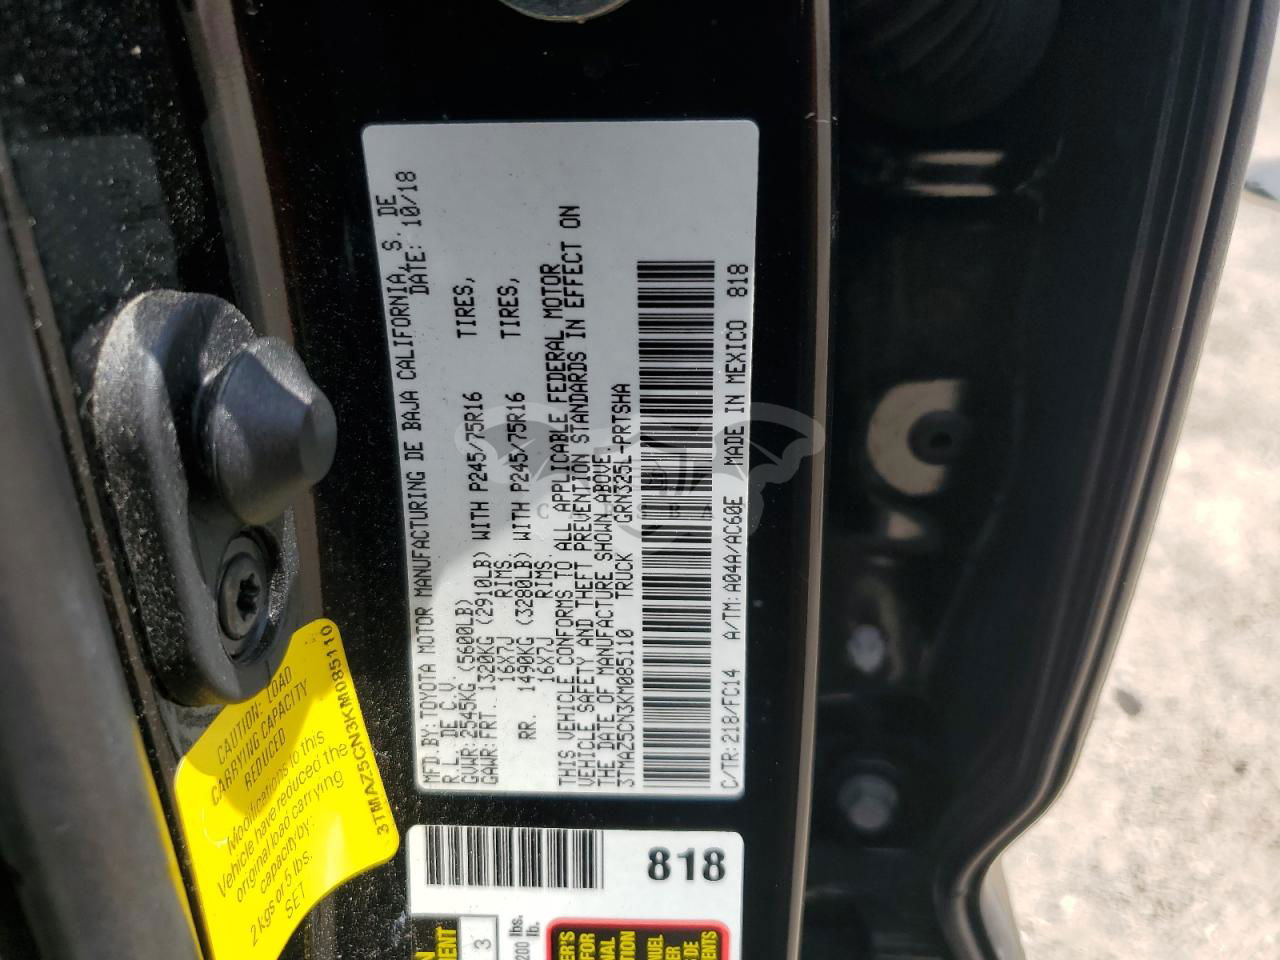 MFD BY: TOYOTA MOTOR MANUFACTURING DE BAJA CALIFORNIA, S. DE
R.L. DE C.V. DATE: 10/18
GVWR: 2545KG (5600LB)
GAWR: FRT. 1320KG (2910LB) WITH P245/75R16 TIRES,
16X7J RIMS
RR. 1490KG (3280LB) WITH P245/75R16 TIRES,
16X7J RIMS
THIS VEHICLE CONFORMS TO ALL APPLICABLE FEDERAL MOTOR
VEHICLE SAFETY AND THEFT PREVENTION STANDARDS IN EFFECT ON
THE DATE OF MANUFACTURE SHOWN ABOVE.
3TMAZ5CN3KM085110 TRUCK GRN325L-PRTSHA
C/TR: 218/FC14 A/TM: A04A/AC60E MADE IN MEXICO 818
CAUTION: LOAD
CARRYING CAPACITY
REDUCED
Modifications to this
Vehicle have reduced the
original load carrying
capacity by:
2 kgs or 5 lbs.
SET
3TMAZ5CN3KM085110
818
3
200
lbs.
lb.